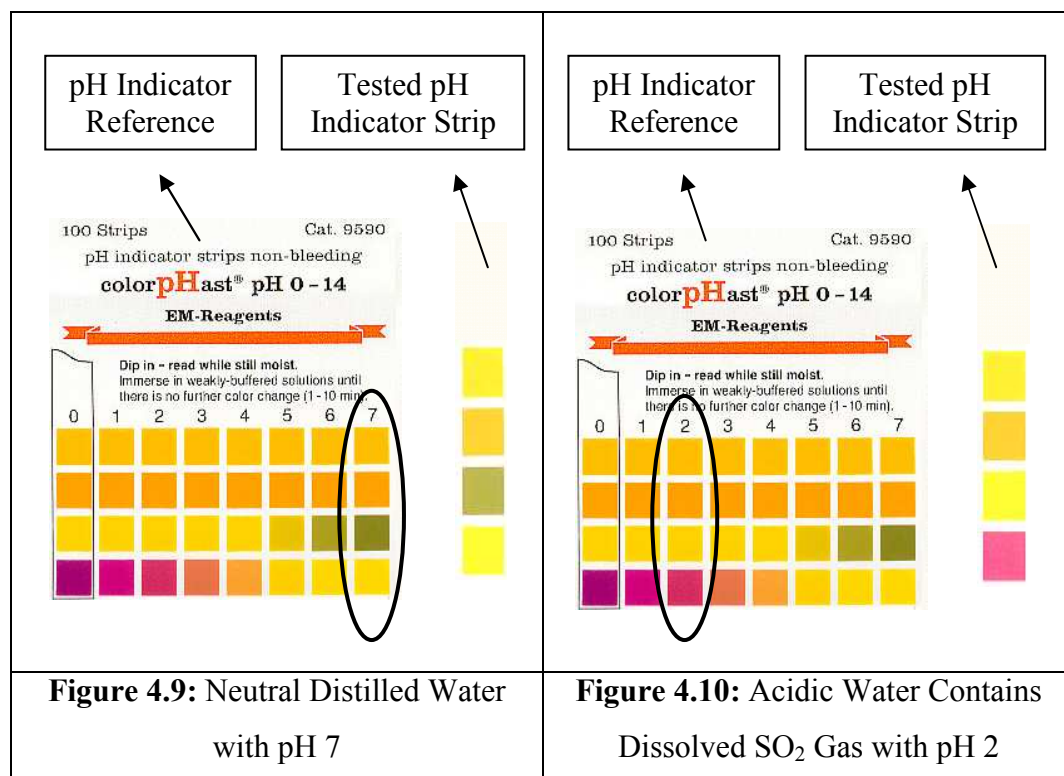 pH Indicator
Reference
Tested pH
Indicator Strip
100 Strips Cat. 9590
pH indicator strips non-bleeding
colorpHast® pH 0 – 14
EM-Reagents
Dip in – read while still moist.
Immerse in weakly-buffered solutions until
there is no further color change (1 - 10 min).
0 1 2 3 4 5 6 7
Figure 4.9: Neutral Distilled Water
with pH 7
pH Indicator
Reference
Tested pH
Indicator Strip
100 Strips Cat. 9590
pH indicator strips non-bleeding
colorpHast® pH 0 – 14
EM-Reagents
Dip in – read while still moist.
Immerse in weakly-buffered solutions until
there is no further color change (1 - 10 min).
0 1 2 3 4 5 6 7
Figure 4.10: Acidic Water Contains
Dissolved SO₂ Gas with pH 2